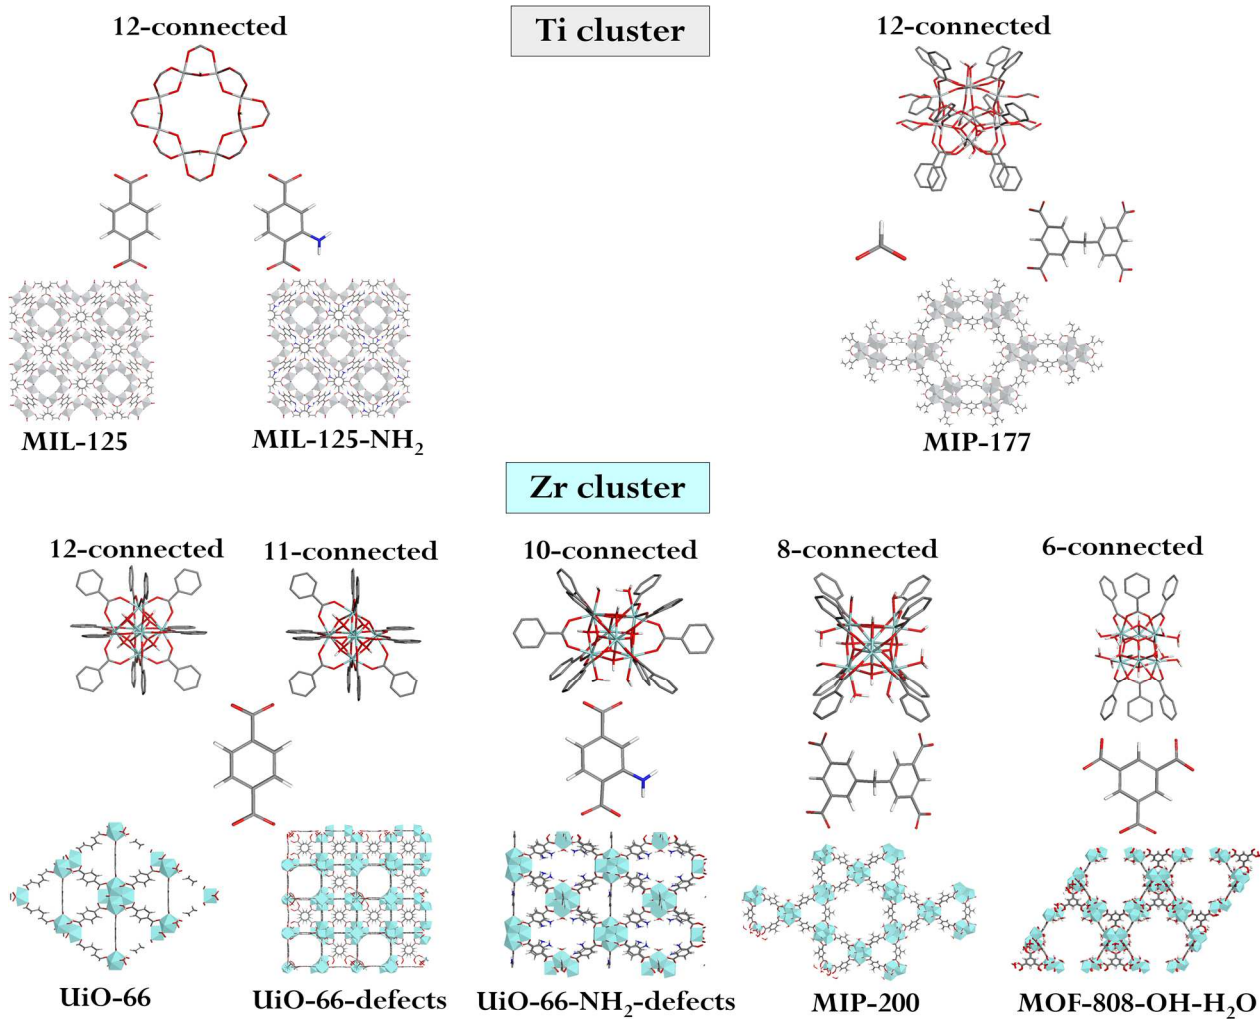 12-connected
Ti cluster
12-connected
MIL-125
MIL-125-NH₂
MIP-177
Zr cluster
12-connected
11-connected
10-connected
8-connected
6-connected
UiO-66
UiO-66-defects
UiO-66-NH₂-defects
MIP-200
MOF-808-OH-H₂O